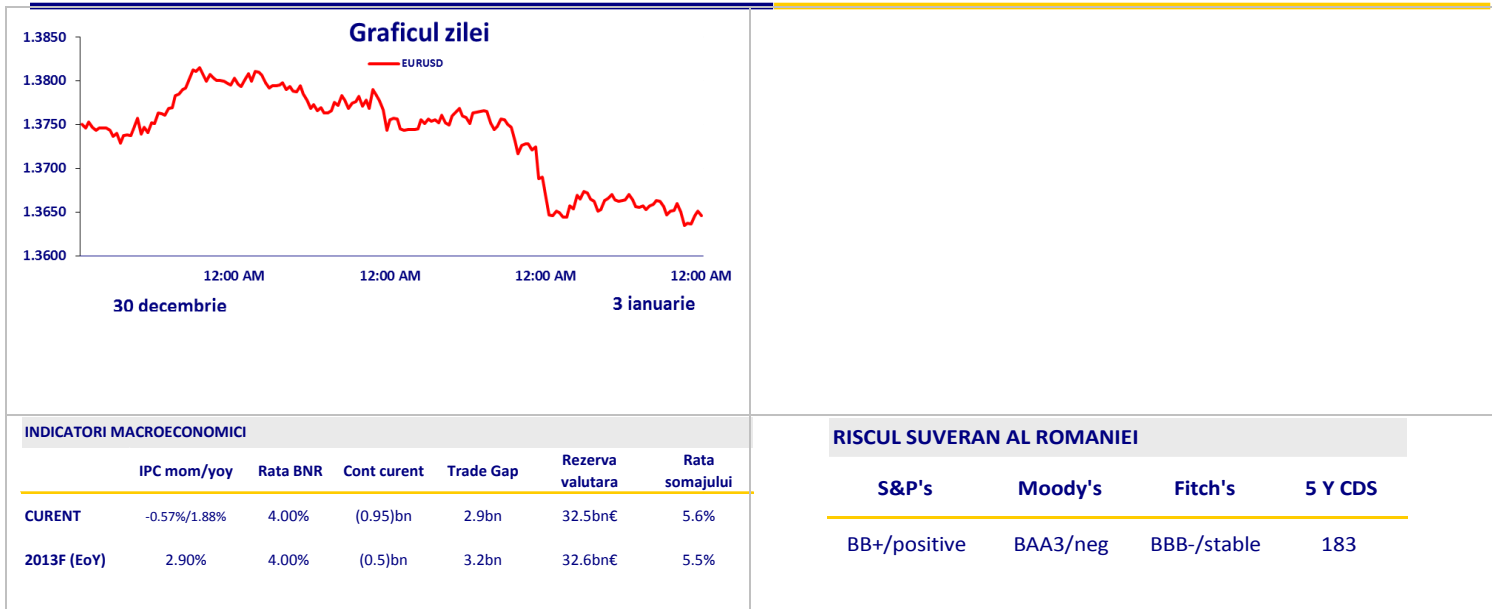 Graficul zilei
EURUSD
1.3850
1.3800
1.3750
1.3700
1.3650
1.3600
12:00 AM 12:00 AM 12:00 AM 12:00 AM
30 decembrie 3 ianuarie
INDICATORI MACROECONOMICI
IPC mom/yoy Rata BNR Cont curent Trade Gap Rezerva valutara Rata somajului
CURENT -0.57%/1.88% 4.00% (0.95)bn 2.9bn 32.5bn€ 5.6%
2013F (EoY) 2.90% 4.00% (0.5)bn 3.2bn 32.6bn€ 5.5%
RISCUL SUVERAN AL ROMANIEI
S&P's Moody's Fitch's 5 Y CDS
BB+/positive BAA3/neg BBB-/stable 183